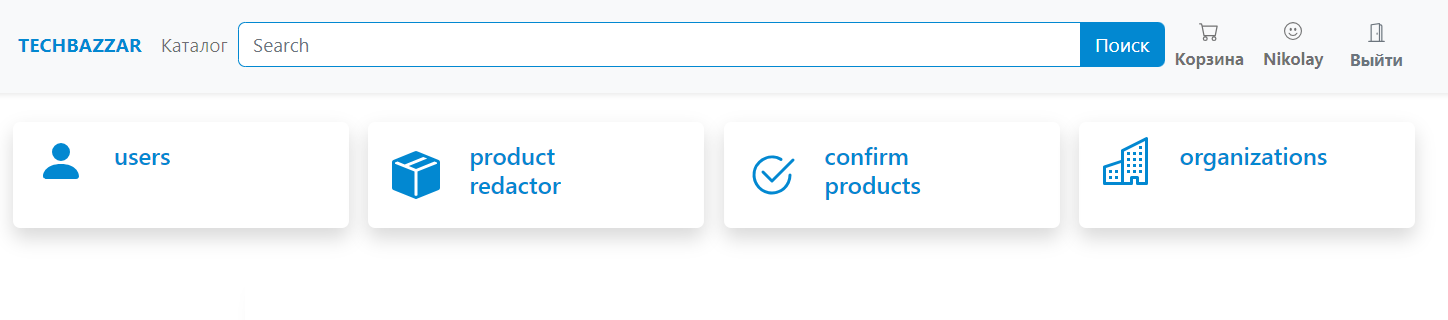 TECHBAZZAR Каталог Search Поиск Корзина Nikolay Выйти
users
product
redactor
confirm
products
organizations